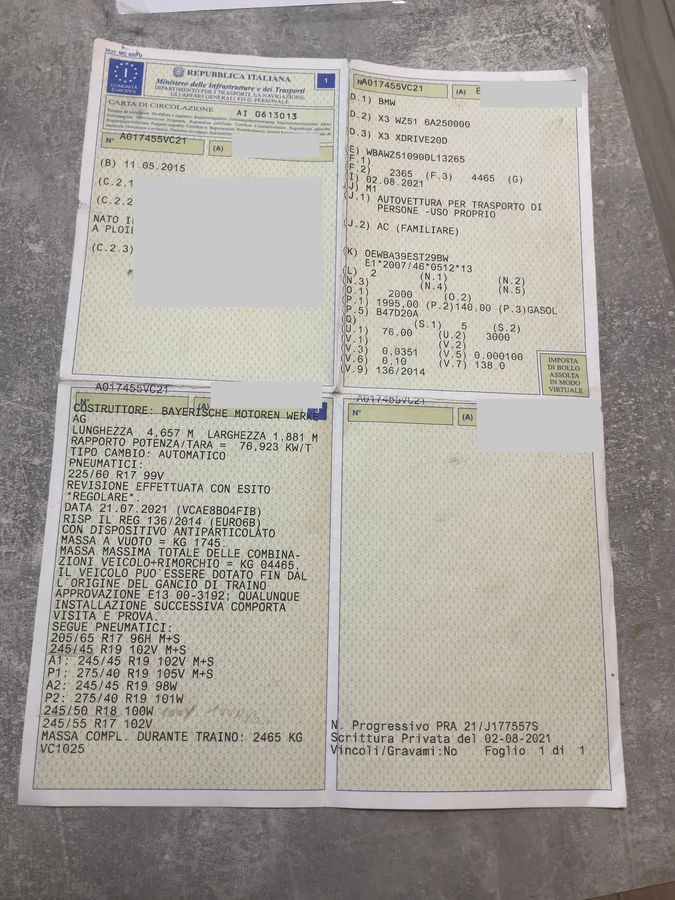 Mod. MC 820 D
REPUBBLICA ITALIANA
1
I
COMUNITÀ
EUROPEA
Ministero delle Infrastrutture e dei Trasporti
DIPARTIMENTO PER I TRASPORTI, LA NAVIGAZIONE,
GLI AFFARI GENERALI ED IL PERSONALE
CARTA DI CIRCOLAZIONE AI 0613013
N° A017455VC21 (A)
(B) 11.05.2015
(C.2.1
(C.2.2
NATO I
A PLOIE
(C.2.3)
N° A017455VC21 (A)
D.1) BMW
D.2) X3 WZ51 6A250000
D.3) X3 XDRIVE20D
(E) WBAWZ510900L13265
(F.1)
(F.2) 2365 (F.3) 4465 (G)
(I) 02.08.2021
(J) M1
(J.1) AUTOVETTURA PER TRASPORTO DI
PERSONE -USO PROPRIO
(J.2) AC (FAMILIARE)
(K) OEWBA39EST29BW
E1*2007/46*0512*13
(L) 2 (N.1) (N.2)
(N.3) (N.4) (N.5)
(O.1) 2000 (O.2)
(P.1) 1995,00 (P.2)140,00 (P.3)GASOL
(P.5) B47D20A
(Q) (S.1) 5 (S.2)
(U.1) 76,00 (U.2) 3000
(V.1) (V.2)
(V.3) 0,0351 (V.5) 0.000100
(V.6) 0,10 (V.7) 138 0
(V.9) 136/2014
IMPOSTA
DI BOLLO
ASSOLTA
IN MODO
VIRTUALE
A017455VC21
N° (A) 3
COSTRUTTORE: BAYERISCHE MOTOREN WERKE
AG
LUNGHEZZA 4,657 M LARGHEZZA 1.881 M
RAPPORTO POTENZA/TARA = 76,923 KW/T
TIPO CAMBIO: AUTOMATICO
PNEUMATICI:
225/60 R17 99V
REVISIONE EFFETTUATA CON ESITO
*REGOLARE*.
DATA 21.07.2021 (VCAE8B04FIB)
RISP IL REG 136/2014 (EURO6B)
CON DISPOSITIVO ANTIPARTICOLATO
MASSA A VUOTO = KG 1745.
MASSA MASSIMA TOTALE DELLE COMBINA-
ZIONI VEICOLO+RIMORCHIO = KG 04465.
IL VEICOLO PUO'ESSERE DOTATO FIN DAL
L'ORIGINE DEL GANCIO DI TRAINO
APPROVAZIONE E13 00-3192; QUALUNQUE
INSTALLAZIONE SUCCESSIVA COMPORTA
VISITA E PROVA.
SEGUE PNEUMATICI:
205/65 R17 96H M+S
245/45 R19 102V M+S
A1: 245/45 R19 102V M+S
P1: 275/40 R19 105V M+S
A2: 245/45 R19 98W
P2: 275/40 R19 101W
245/50 R18 100W
245/55 R17 102V
MASSA COMPL. DURANTE TRAINO: 2465 KG
VC1025
A017455VC21
N° (A)
N. Progressivo PRA 21/J177557S
Scrittura Privata del 02-08-2021
Vincoli/Gravami:No Foglio 1 di 1